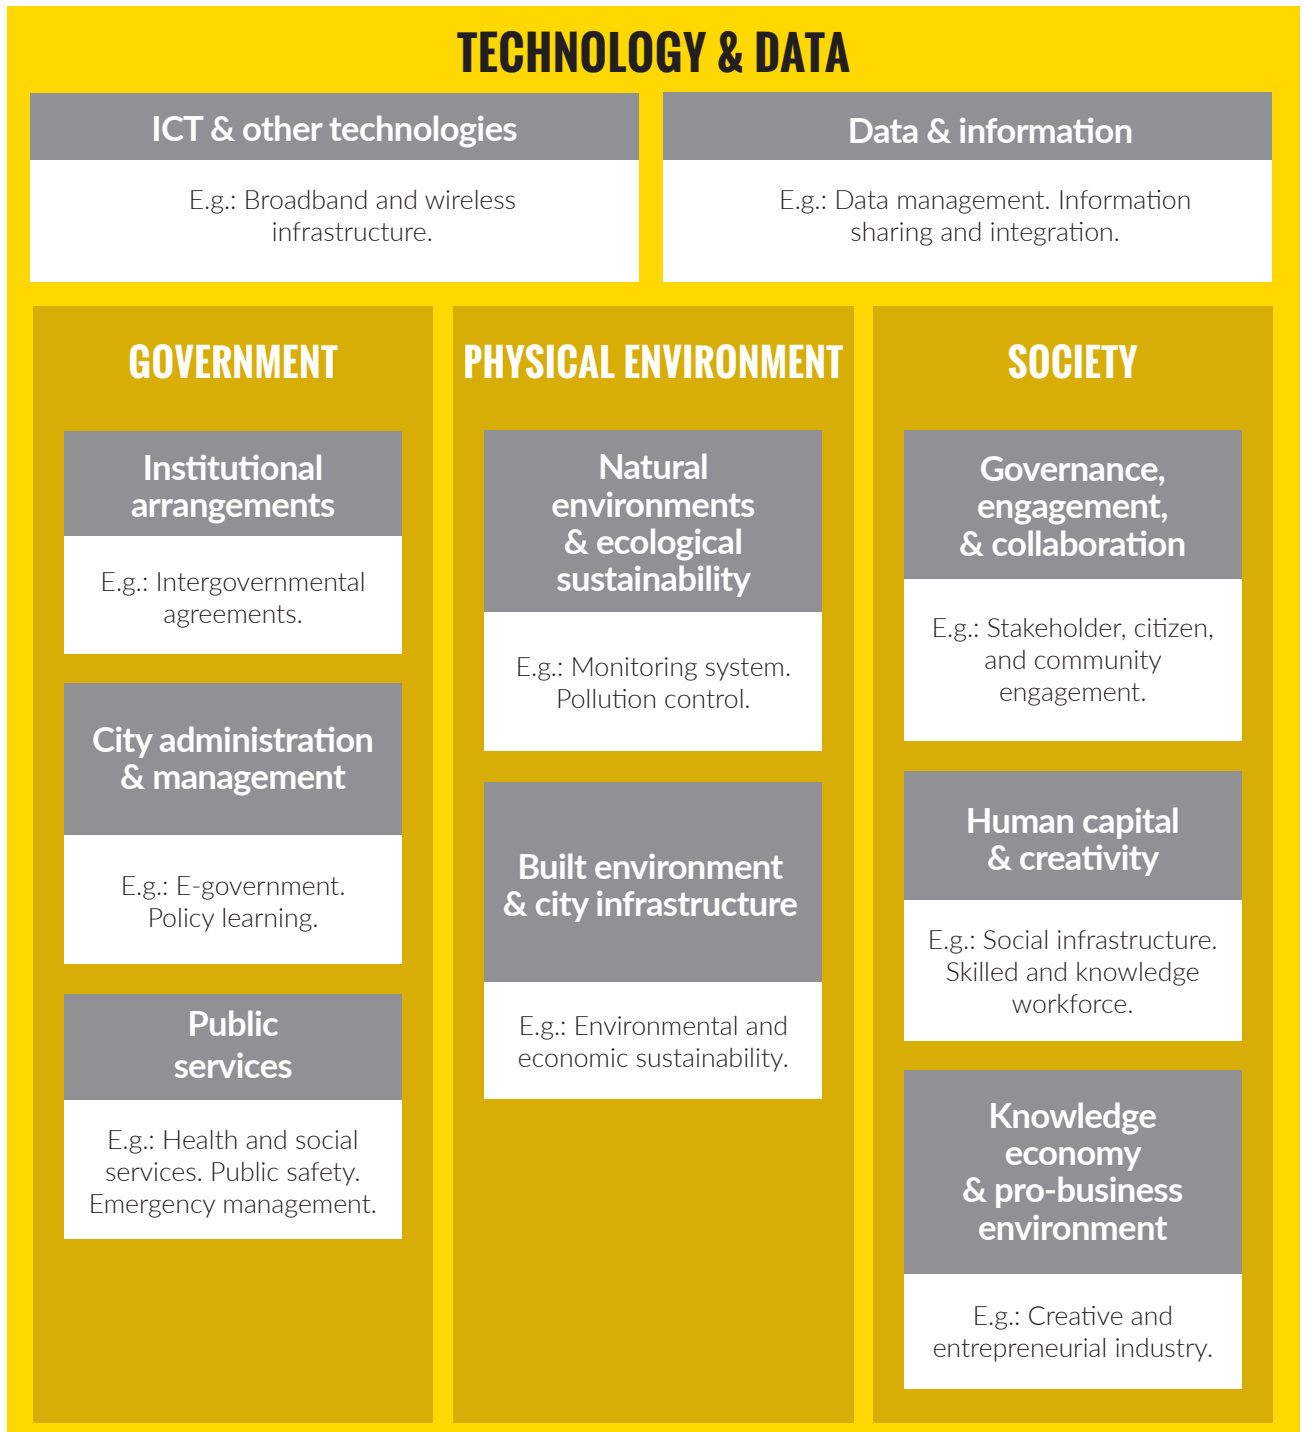 TECHNOLOGY & DATA
ICT & other technologies
E.g.: Broadband and wireless
infrastructure.
Data & information
E.g.: Data management. Information
sharing and integration.
GOVERNMENT
Institutional
arrangements
E.g.: Intergovernmental
agreements.
City administration
& management
E.g.: E-government.
Policy learning.
Public
services
E.g.: Health and social
services. Public safety.
Emergency management.
PHYSICAL ENVIRONMENT
Natural
environments
& ecological
sustainability
E.g.: Monitoring system.
Pollution control.
Built environment
& city infrastructure
E.g.: Environmental and
economic sustainability.
SOCIETY
Governance,
engagement,
& collaboration
E.g.: Stakeholder, citizen,
and community
engagement.
Human capital
& creativity
E.g.: Social infrastructure.
Skilled and knowledge
workforce.
Knowledge
economy
& pro-business
environment
E.g.: Creative and
entrepreneurial industry.